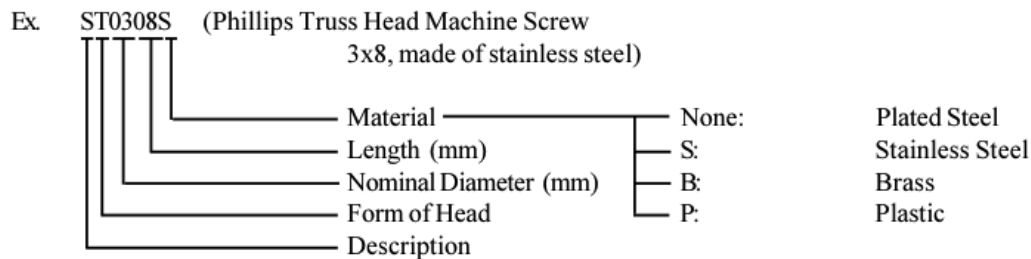 Ex. ST0308S (Phillips Truss Head Machine Screw
3x8, made of stainless steel)
Material None: Plated Steel
Length (mm) S: Stainless Steel
Nominal Diameter (mm) B: Brass
Form of Head P: Plastic
Description